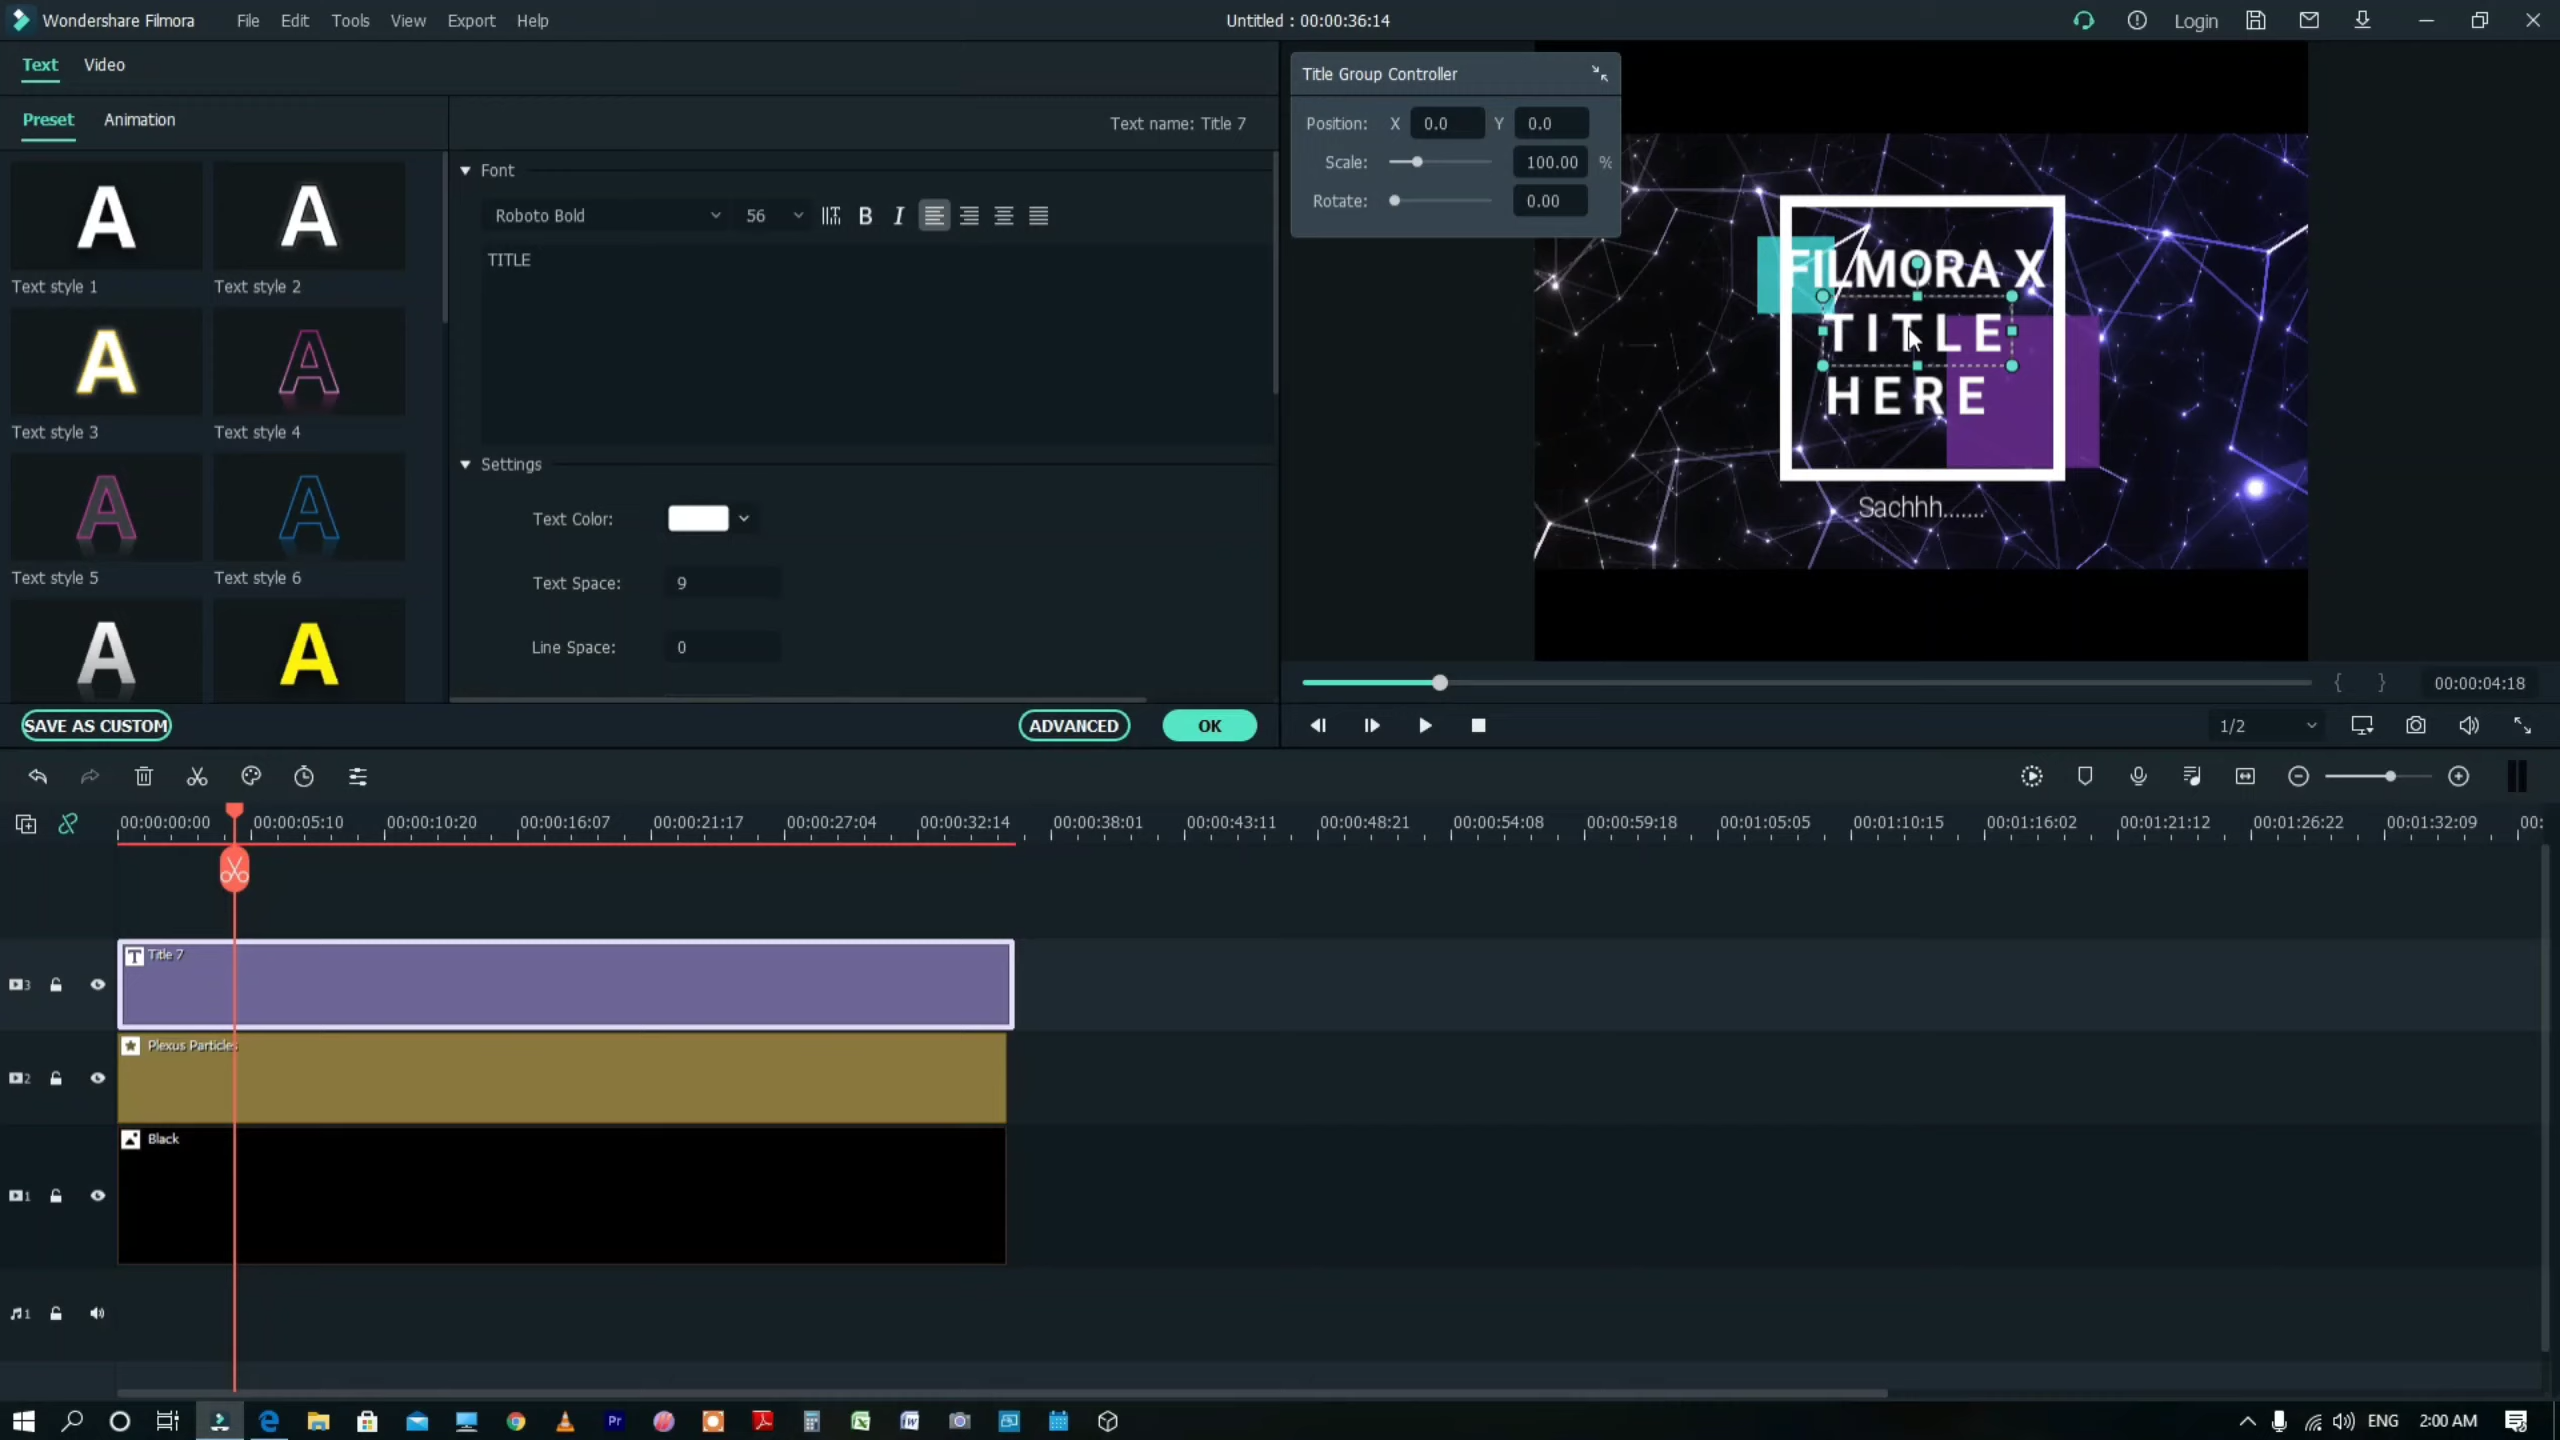 Wondershare Filmora File Edit Tools View Export Help Untitled : 00:00:36:14 Login
Text Video
Preset Animation Text name: Title 7
Text style 1 Text style 2
Text style 3 Text style 4
Text style 5 Text style 6
SAVE AS CUSTOM
Font
Roboto Bold 56 B I
TITLE
Settings
Text Color:
Text Space: 9
Line Space: 0
ADVANCED OK
Title Group Controller
Position: X 0.0 Y 0.0
Scale: 100.00 %
Rotate: 0.00
FILMORA X
TITLE
HERE
Sachhh.......
{ } 00:00:04:18
1/2
00:00:00:00 00:00:05:10 00:00:10:20 00:00:16:07 00:00:21:17 00:00:27:04 00:00:32:14 00:00:38:01 00:00:43:11 00:00:48:21 00:00:54:08 00:00:59:18 00:01:05:05 00:01:10:15 00:01:16:02 00:01:21:12 00:01:26:22 00:01:32:09 00:
T Title 7
3
Plexus Particles
2
Black
1
1
Pr ENG 2:00 AM